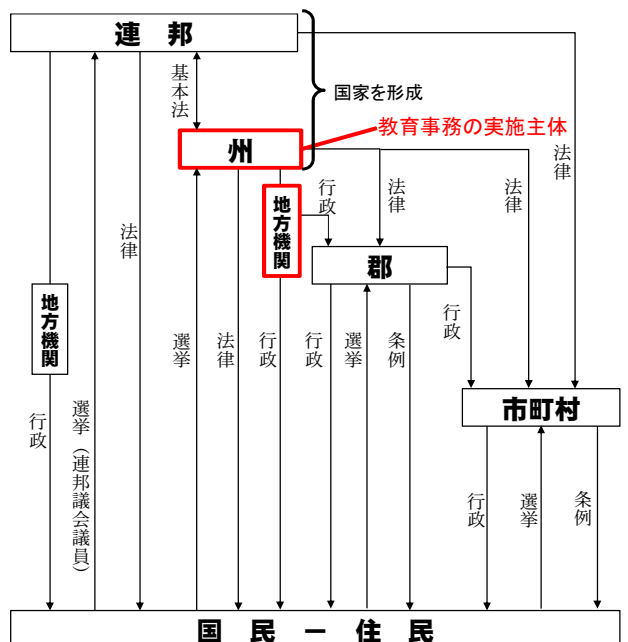 連邦
基本法
国家を形成
教育事務の実施主体
州
法律
地方機関
行政
法律
法律
法律
郡
地方機関
行政
選挙（連邦議会議員）
選挙
法律
行政
行政
選挙
条例
行政
市町村
行政
選挙
条例
国民ー住民